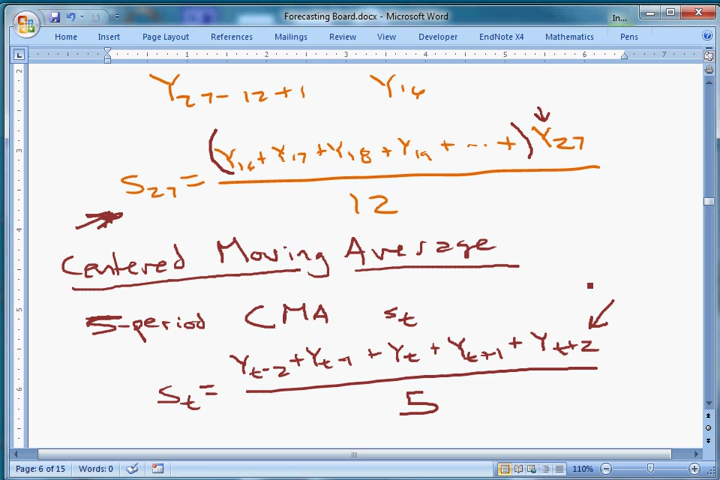 Forecasting Board.docx - Microsoft Word
In...
Home Insert Page Layout References Mailings Review View Developer EndNote X4 Mathematics Pens
Y27-12+1 Y16
(Y16+Y17+Y18+Y19+...+)Y27
S27=
12
Centered Moving Average
5-period CMA St
Yt-2+Yt-1+Yt+Yt+1+Yt+2
St=
5
Page: 6 of 15 Words: 0 110%